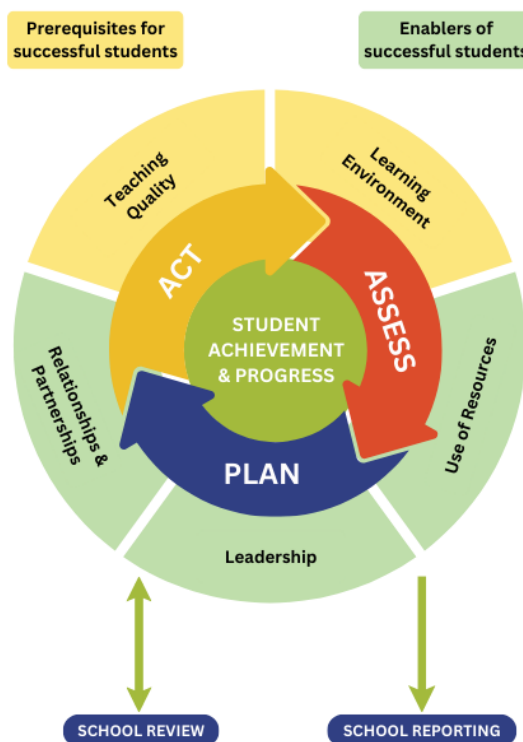 Prerequisites for
successful students
Enablers
of successful students
Teaching
Quality
Learning
Environment
ACT
ASSESS
STUDENT
ACHIEVEMENT
& PROGRESS
Relationships &
Partnerships
Use of Resources
PLAN
Leadership
SCHOOL REVIEW
SCHOOL REPORTING